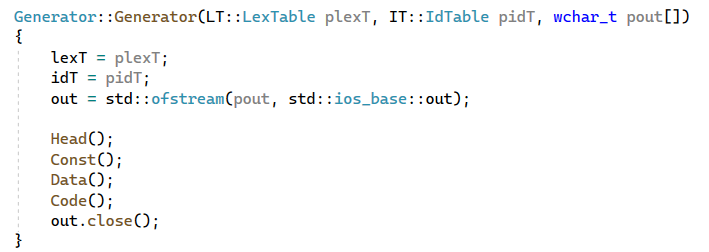 Generator::Generator(LT::LexTable plexT, IT::IdTable pidT, wchar_t pout[])
{
    lexT = plexT;
    idT = pidT;
    out = std::ofstream(pout, std::ios_base::out);

    Head();
    Const();
    Data();
    Code();
    out.close();
}